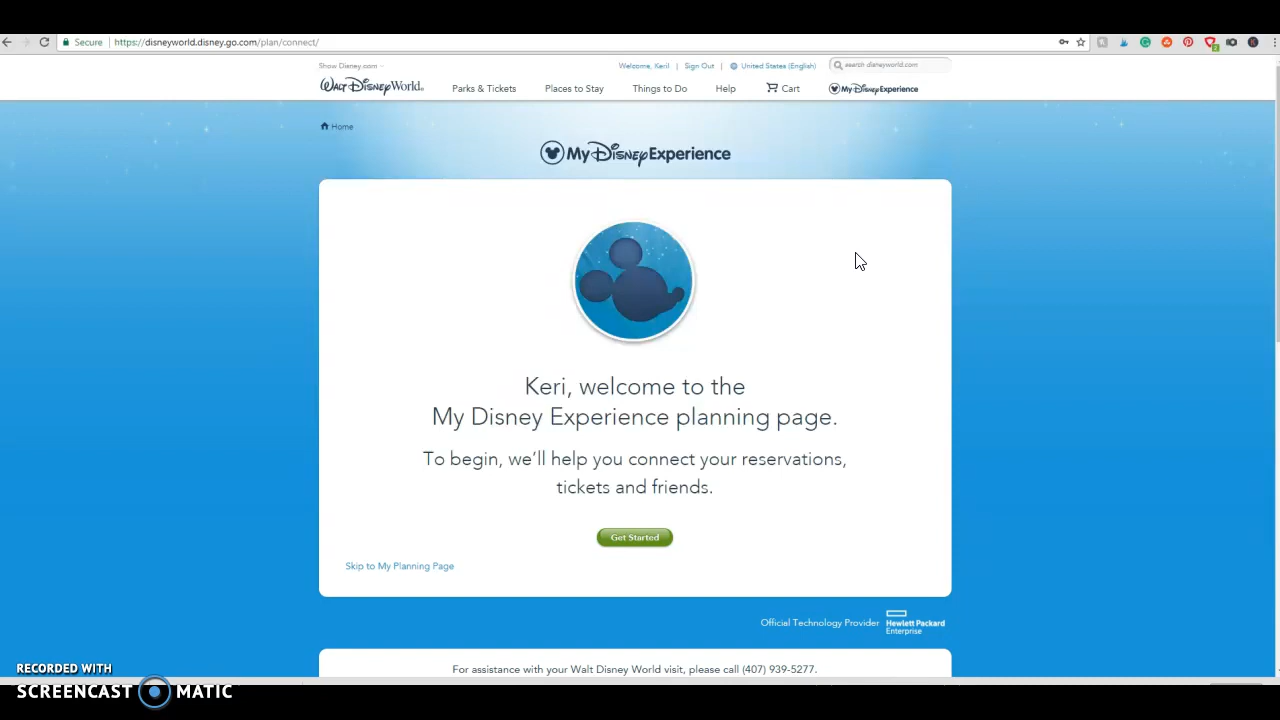 Secure https://disneyworld.disney.go.com/plan/connect/
Show Disney.com
Welcome, Keri! | Sign Out | United States (English)
search disneyworld.com
Walt Disney World. Parks & Tickets Places to Stay Things to Do Help Cart My Disney Experience
Home
My Disney Experience
Keri, welcome to the
My Disney Experience planning page.
To begin, we'll help you connect your reservations,
tickets and friends.
Get Started
Skip to My Planning Page
Official Technology Provider
Hewlett Packard
Enterprise
For assistance with your Walt Disney World visit, please call (407) 939-5277.
RECORDED WITH
SCREENCAST MATIC